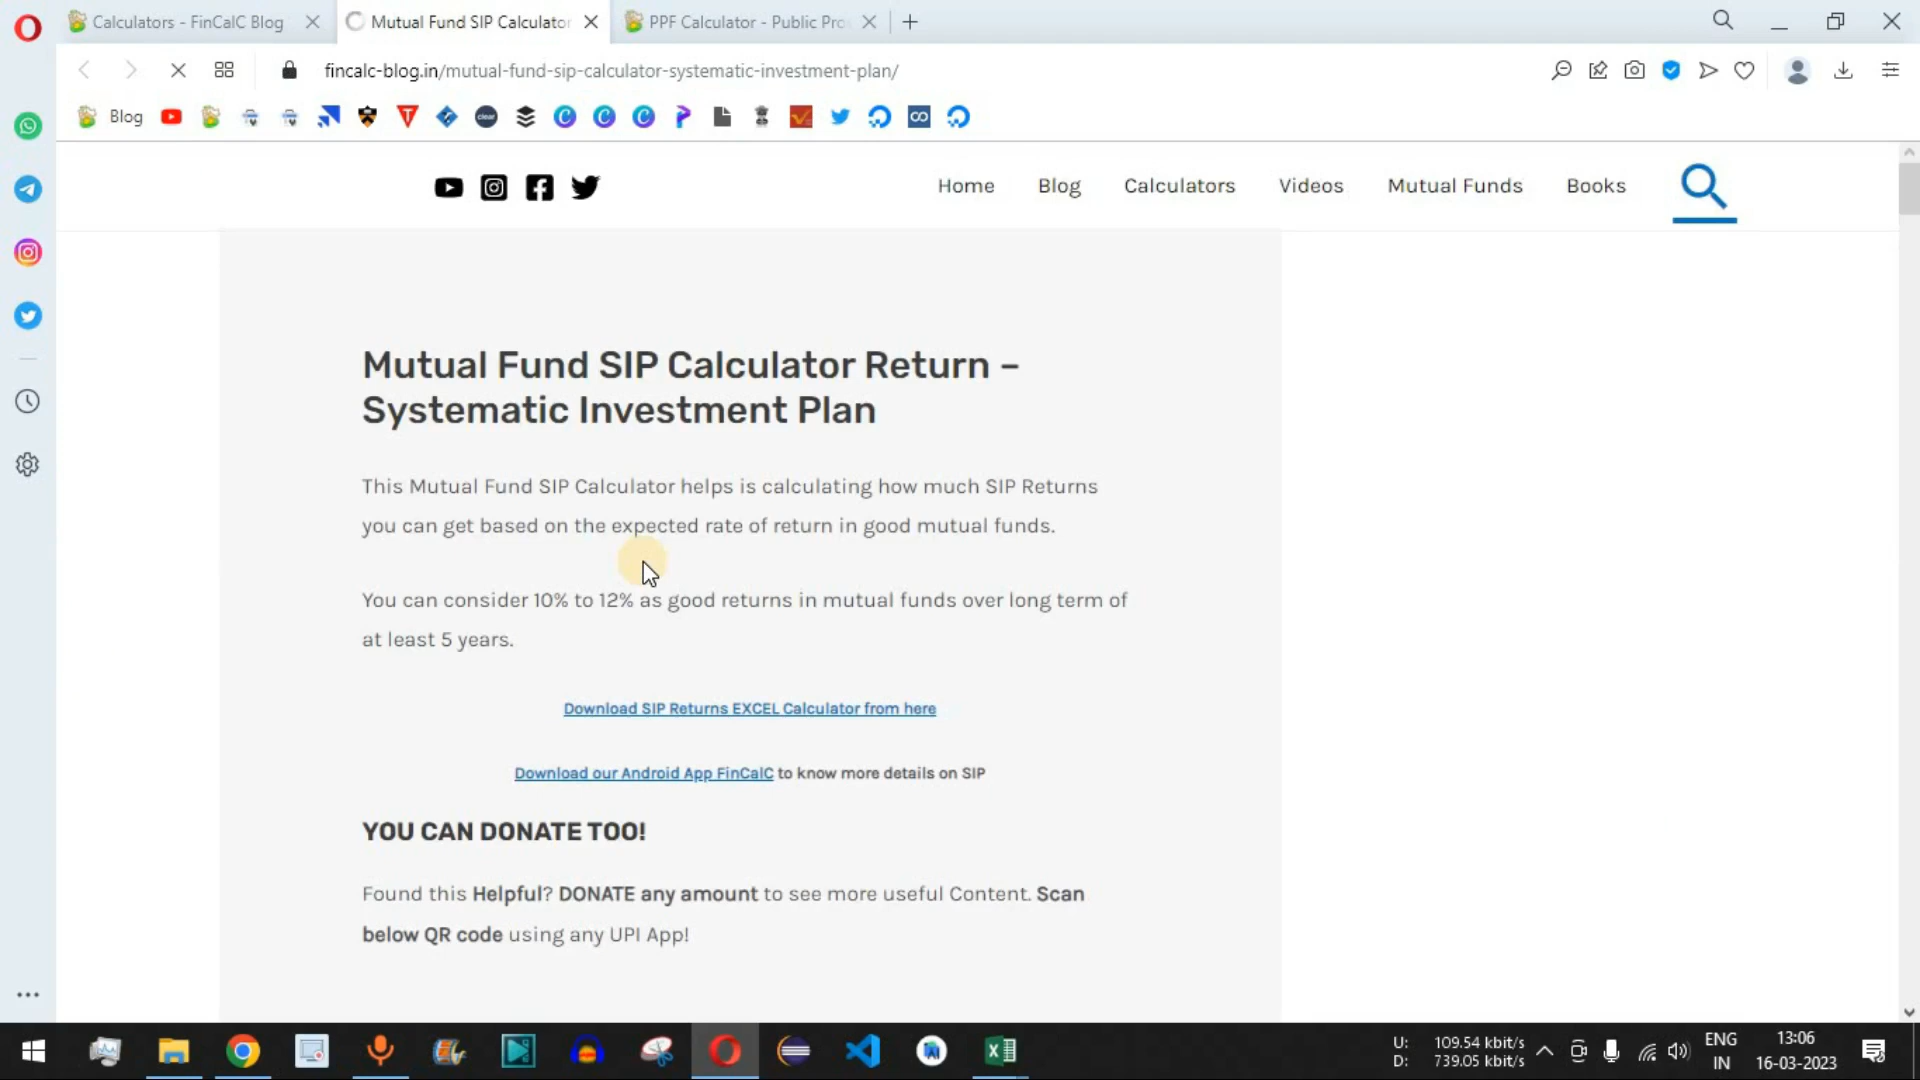 Calculators - FinCalC Blog
Mutual Fund SIP Calculator
PPF Calculator - Public Pro
fincalc-blog.in/mutual-fund-sip-calculator-systematic-investment-plan/
Blog
Home
Blog
Calculators
Videos
Mutual Funds
Books
Mutual Fund SIP Calculator Return –
Systematic Investment Plan
This Mutual Fund SIP Calculator helps is calculating how much SIP Returns
you can get based on the expected rate of return in good mutual funds.
You can consider 10% to 12% as good returns in mutual funds over long term of
at least 5 years.
Download SIP Returns EXCEL Calculator from here
Download our Android App FinCalC to know more details on SIP
YOU CAN DONATE TOO!
Found this Helpful? DONATE any amount to see more useful Content. Scan
below QR code using any UPI App!
U: 109.54 kbit/s
D: 739.05 kbit/s
ENG
IN
13:06
16-03-2023